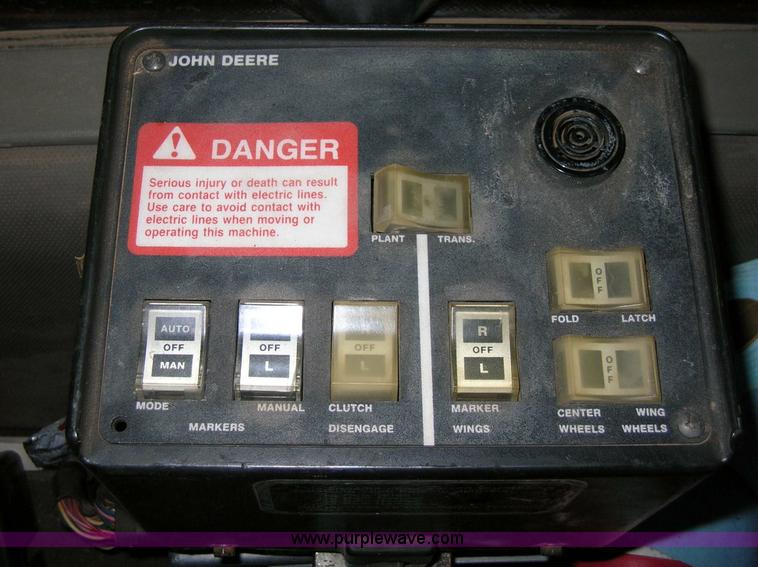 JOHN DEERE
DANGER
Serious injury or death can result
from contact with electric lines.
Use care to avoid contact with
electric lines when moving or
operating this machine.
PLANT TRANS.
OFF
FOLD LATCH
AUTO
OFF
MAN
OFF
L
OFF
L
R
OFF
L
OFF
MODE MANUAL CLUTCH MARKER CENTER WING
MARKERS DISENGAGE WINGS WHEELS WHEELS
www.purplewave.com